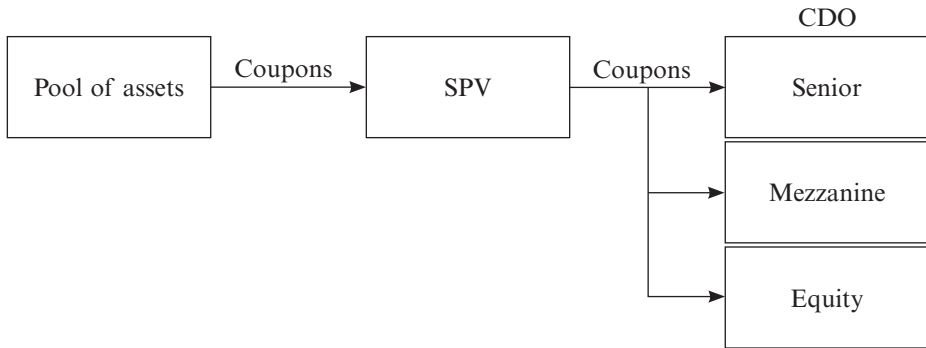 CDO
Pool of assets
Coupons
SPV
Coupons
Senior
Mezzanine
Equity